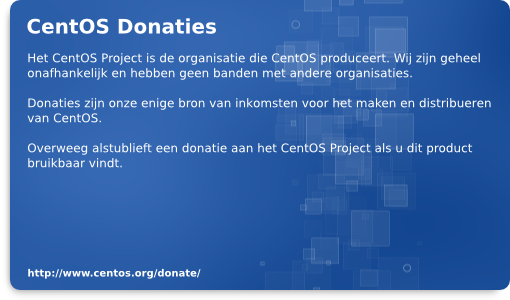 CentOS Donaties
Het CentOS Project is de organisatie die CentOS produceert. Wij zijn geheel
onafhankelijk en hebben geen banden met andere organisaties.
Donaties zijn onze enige bron van inkomsten voor het maken en distribueren
van CentOS.
Overweeg alstublieft een donatie aan het CentOS Project als u dit product
bruikbaar vindt.
http://www.centos.org/donate/